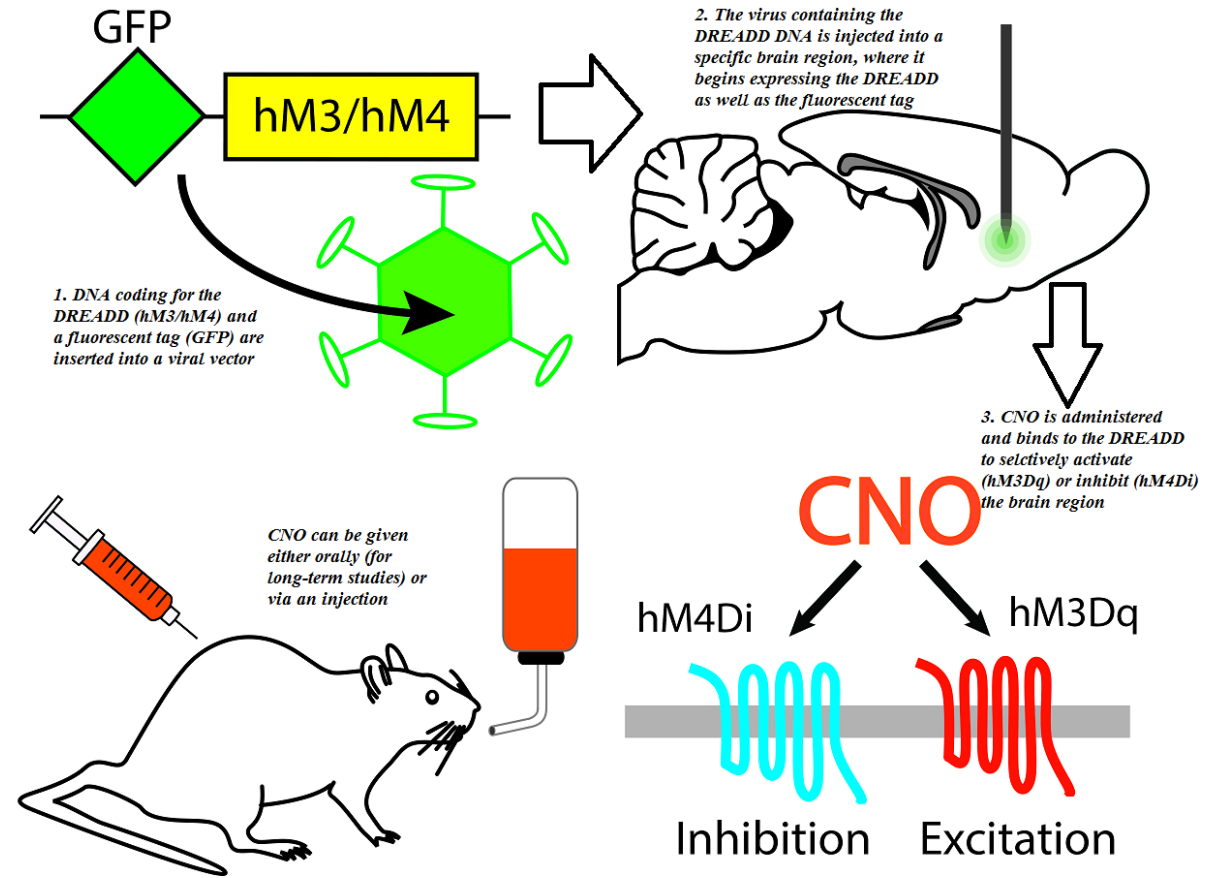 GFP
hM3/hM4
1. DNA coding for the
DREADD (hM3/hM4) and
a fluorescent tag (GFP) are
inserted into a viral vector
2. The virus containing the
DREADD DNA is injected into a
specific brain region, where it
begins expressing the DREADD
as well as the fluorescent tag
3. CNO is administered
and binds to the DREADD
to selctively activate
(hM3Dq) or inhibit (hM4Di)
the brain region
CNO can be given
either orally (for
long-term studies) or
via an injection
CNO
hM4Di
hM3Dq
Inhibition
Excitation